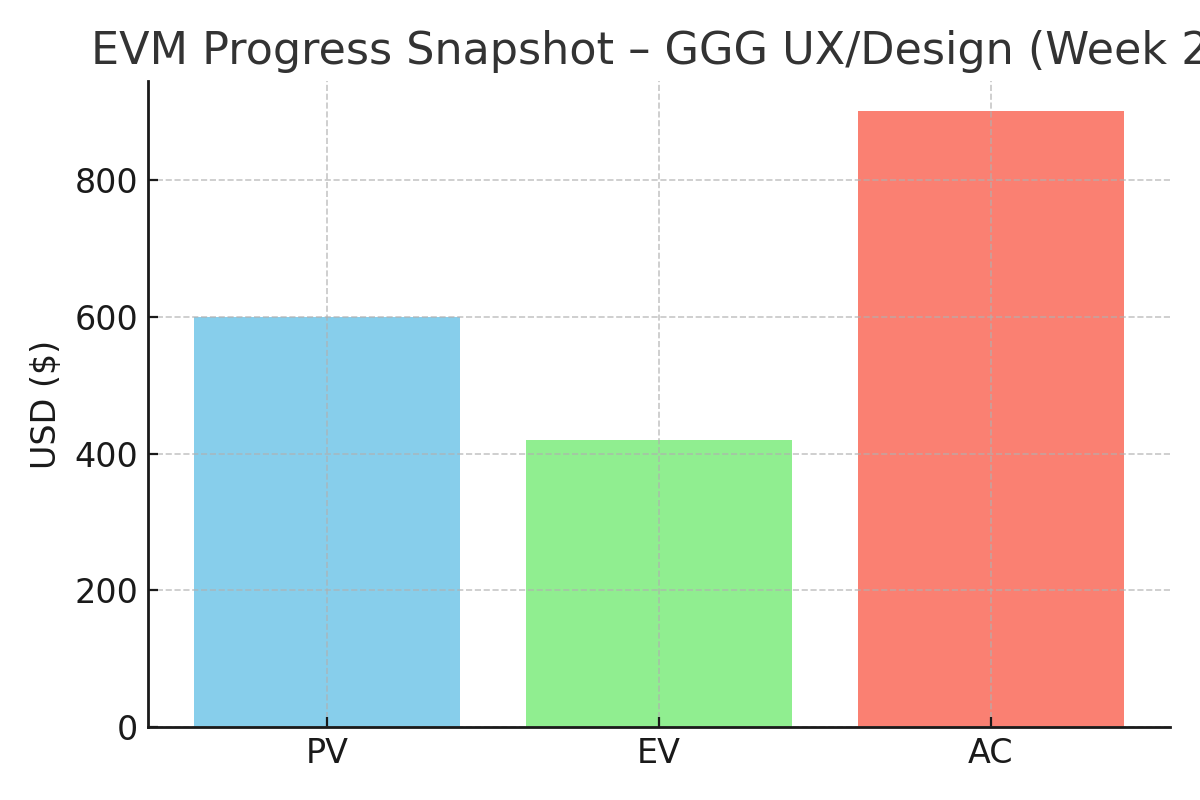 EVM Progress Snapshot – GGG UX/Design (Week 2
800
600
400
200
0
USD ($)
PV
EV
AC